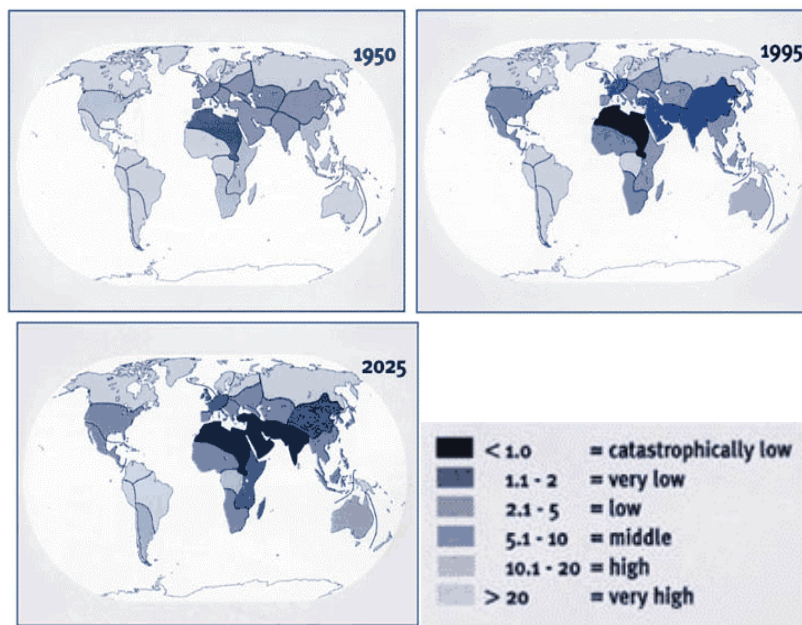 1950
1995
2025
< 1.0 = catastrophically low
1.1 - 2 = very low
2.1 - 5 = low
5.1 - 10 = middle
10.1 - 20 = high
> 20 = very high